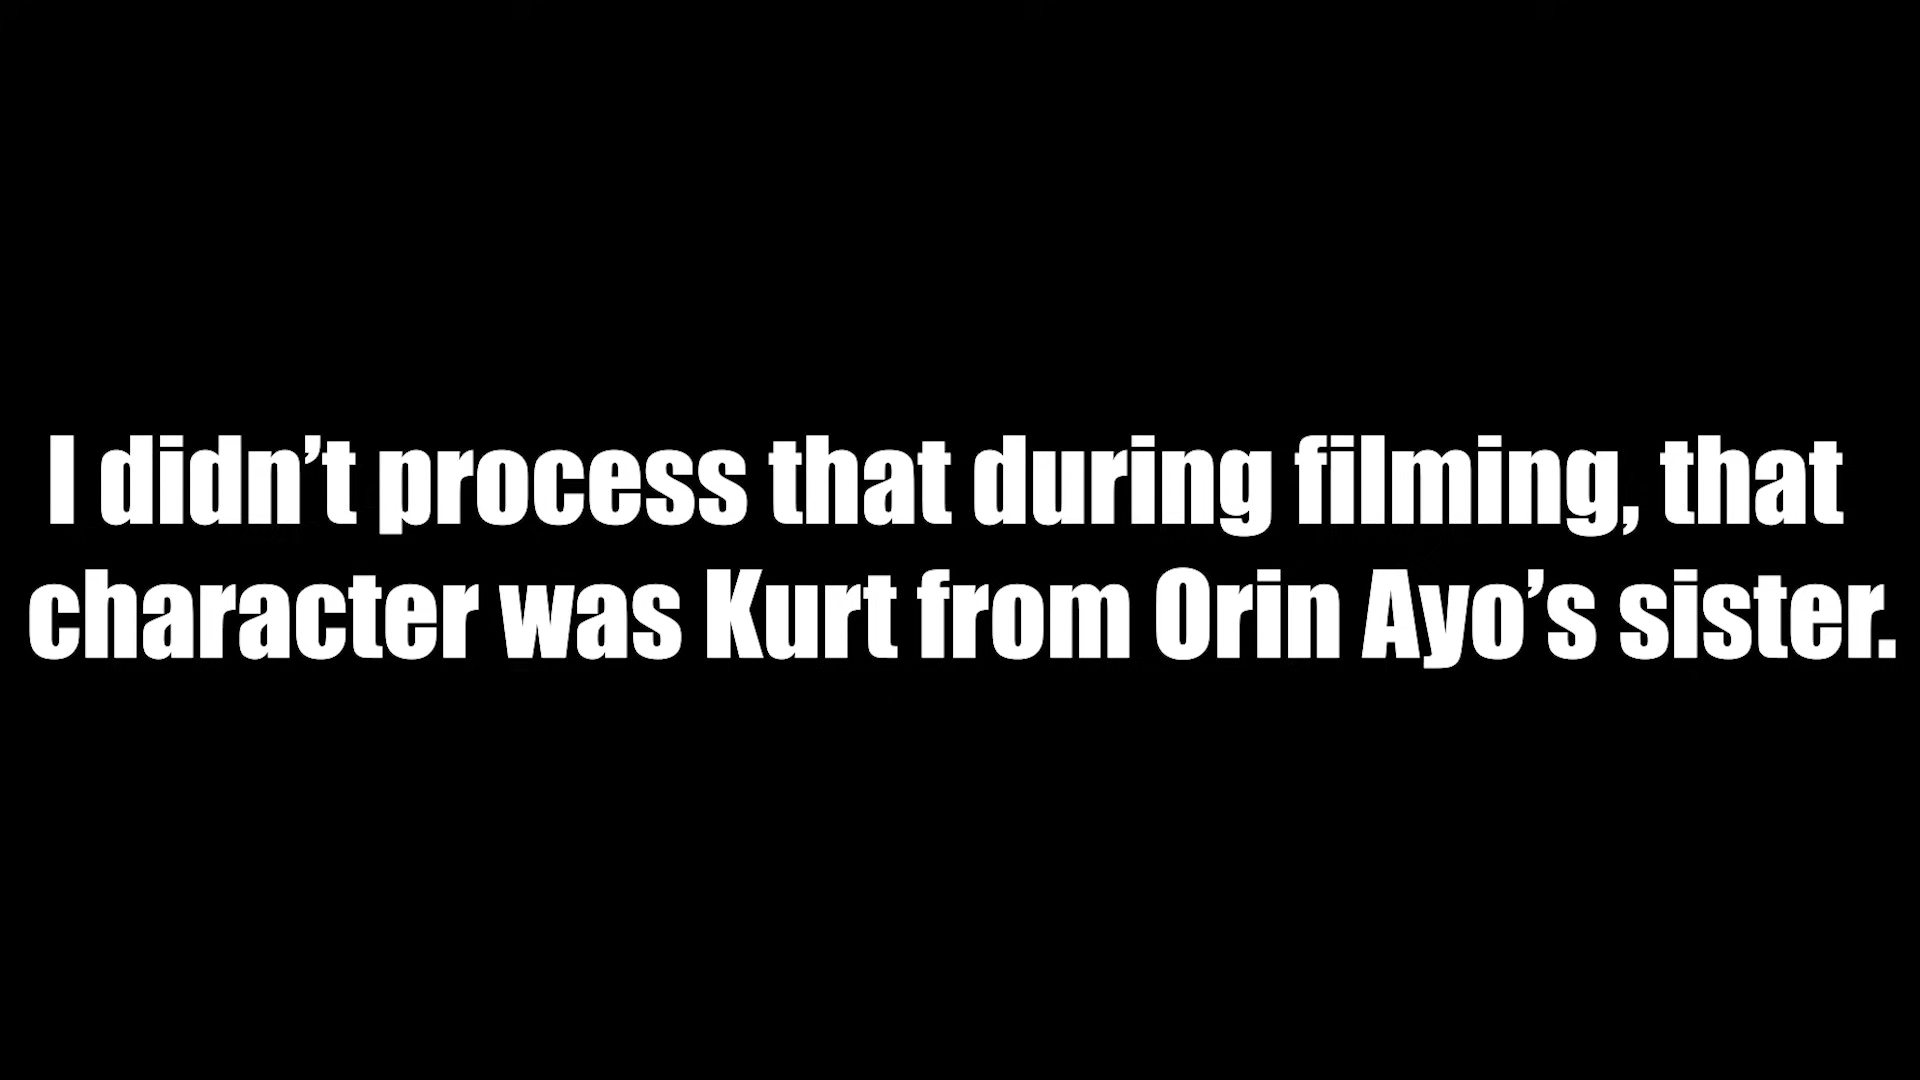 I didn’t process that during filming, that
character was Kurt from Orin Ayo’s sister.